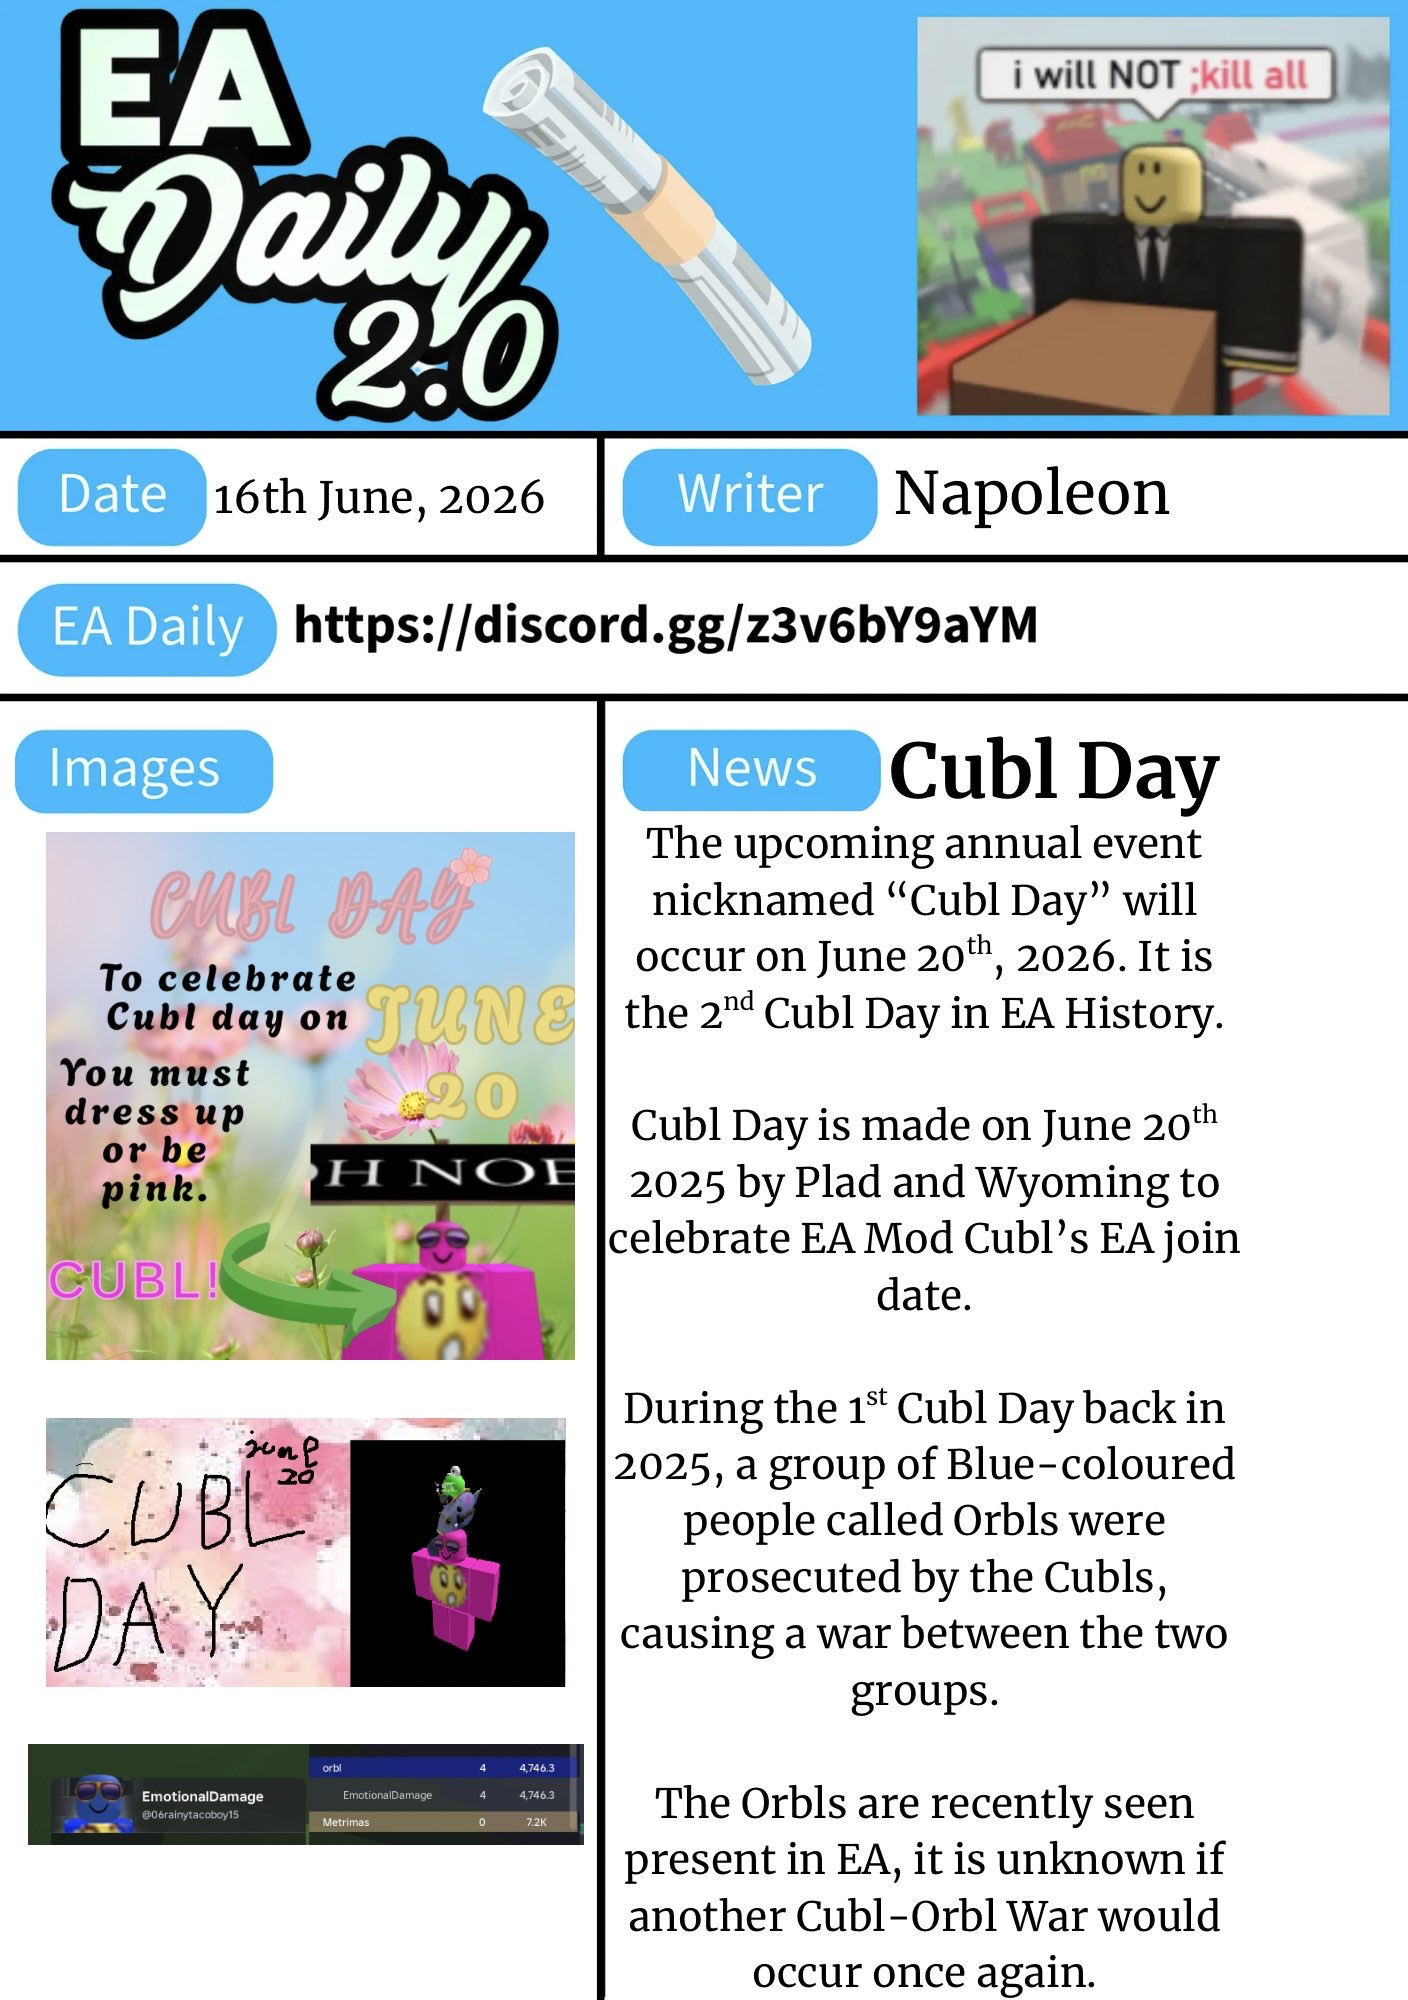 EA
Daily
2.0
i will NOT ;kill all
Date
16th June, 2026
Writer
Napoleon
EA Daily
https://discord.gg/z3v6bY9aYM
Images
CUBL DAY
To celebrate
Cubl day on
JUNE
20
You must
dress up
or be
pink.
OH NOE
CUBL!
june
20
CUBL
DAY
EmotionalDamage
@06rainytacoboy15
orbl 4 4,746.3
EmotionalDamage 4 4,746.3
Metrimas 0 7.2K
News
Cubl Day
The upcoming annual event
nicknamed “Cubl Day” will
occur on June 20th, 2026. It is
the 2nd Cubl Day in EA History.
Cubl Day is made on June 20th
2025 by Plad and Wyoming to
celebrate EA Mod Cubl’s EA join
date.
During the 1st Cubl Day back in
2025, a group of Blue-coloured
people called Orbls were
prosecuted by the Cubls,
causing a war between the two
groups.
The Orbls are recently seen
present in EA, it is unknown if
another Cubl-Orbl War would
occur once again.